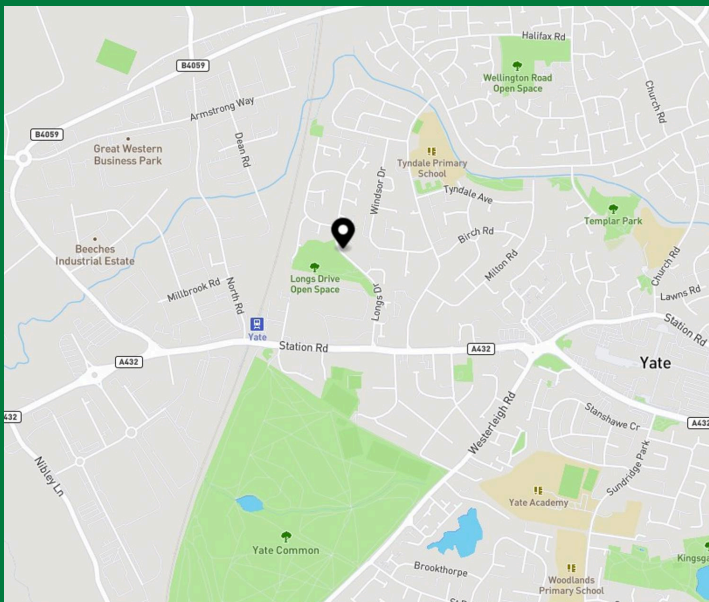 Halifax Rd
B4059
Wellington Road
Open Space
Church Rd
Armstrong Way
B4059
Great Western
Business Park
Dean Rd
Tyndale Primary
School
Windsor Dr
Tyndale Ave
Templar Park
Birch Rd
Beeches
Industrial Estate
Milton Rd
Church Rd
Longs Drive
Open Space
Millbrook Rd
North Rd
Longs Dr
Lawns Rd
Station Rd
Yate
Station Rd
A432
A432
Yate
432
A432
Westerleigh Rd
Stanshawe Cr
Sundridge Park
Nibley Ln
Yate Academy
Yate Common
Brookthorpe
Woodlands
Primary School
Kingsga